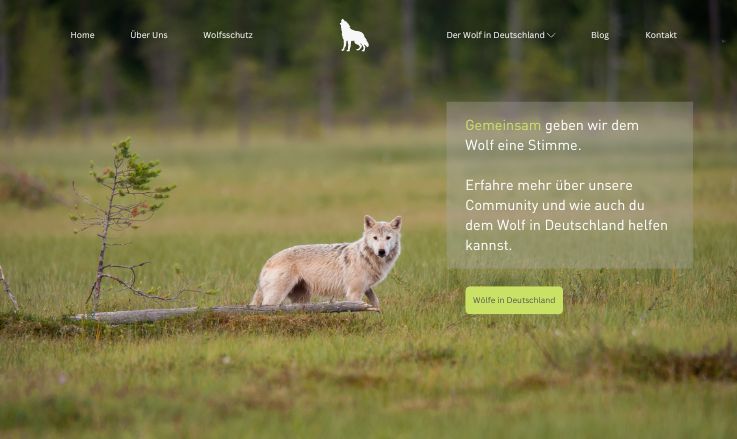 Home
Über Uns
Wolfsschutz
Der Wolf in Deutschland
Blog
Kontakt
Gemeinsam geben wir dem
Wolf eine Stimme.
Erfahre mehr über unsere
Community und wie auch du
dem Wolf in Deutschland helfen
kannst.
Wölfe in Deutschland